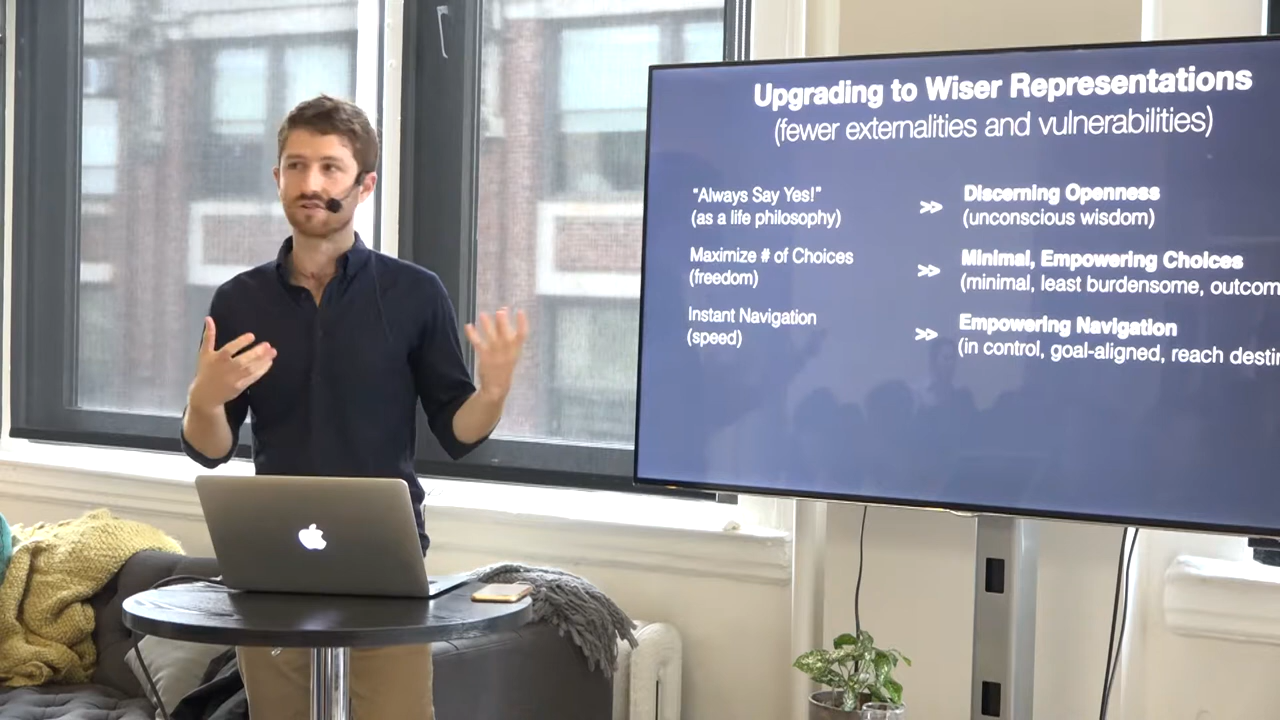 Upgrading to Wiser Representations
(fewer externalities and vulnerabilities)
"Always Say Yes!" >> Discerning Openness
(as a life philosophy) (unconscious wisdom)
Maximize # of Choices >> Minimal, Empowering Choices
(freedom) (minimal, least burdensome, outcom
Instant Navigation >> Empowering Navigation
(speed) (in control, goal-aligned, reach destin